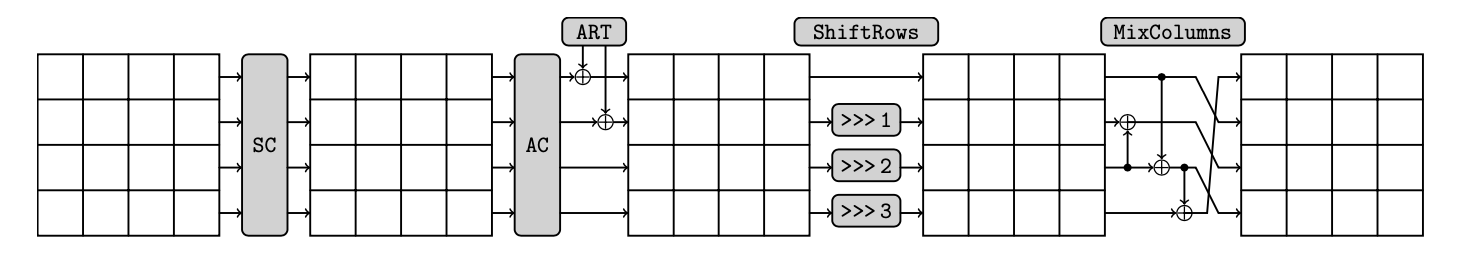 ART ShiftRows MixColumns
SC AC >>> 1
>>> 2
>>> 3